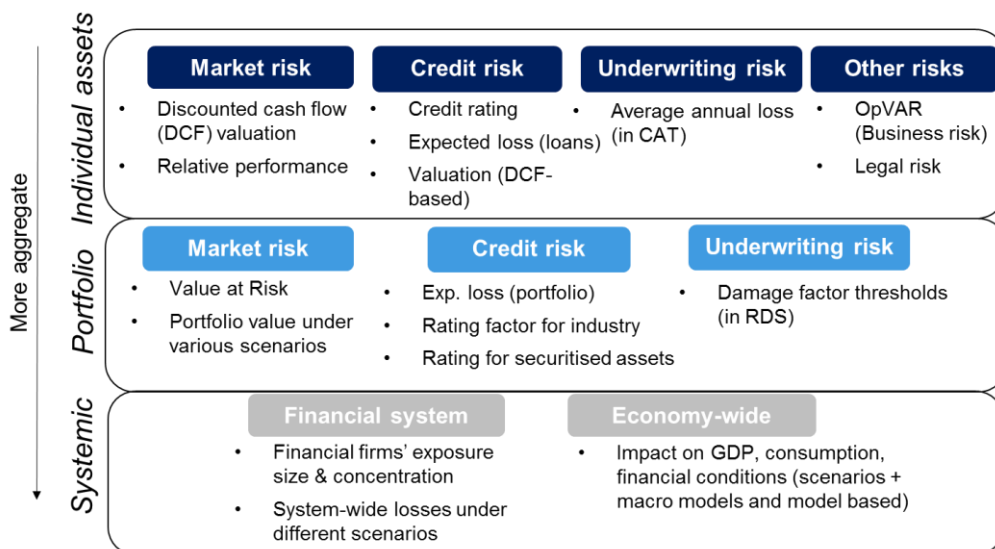 More aggregate
Individual assets
Market risk
• Discounted cash flow
(DCF) valuation
• Relative performance
Credit risk
• Credit rating
• Expected loss (loans)
• Valuation (DCF-
based)
Underwriting risk
• Average annual loss
(in CAT)
Other risks
• OpVAR
(Business risk)
• Legal risk
Portfolio
Market risk
• Value at Risk
• Portfolio value under
various scenarios
Credit risk
• Exp. loss (portfolio)
• Rating factor for industry
• Rating for securitised assets
Underwriting risk
• Damage factor thresholds
(in RDS)
Systemic
Financial system
• Financial firms’ exposure
size & concentration
• System-wide losses under
different scenarios
Economy-wide
• Impact on GDP, consumption,
financial conditions (scenarios +
macro models and model based)